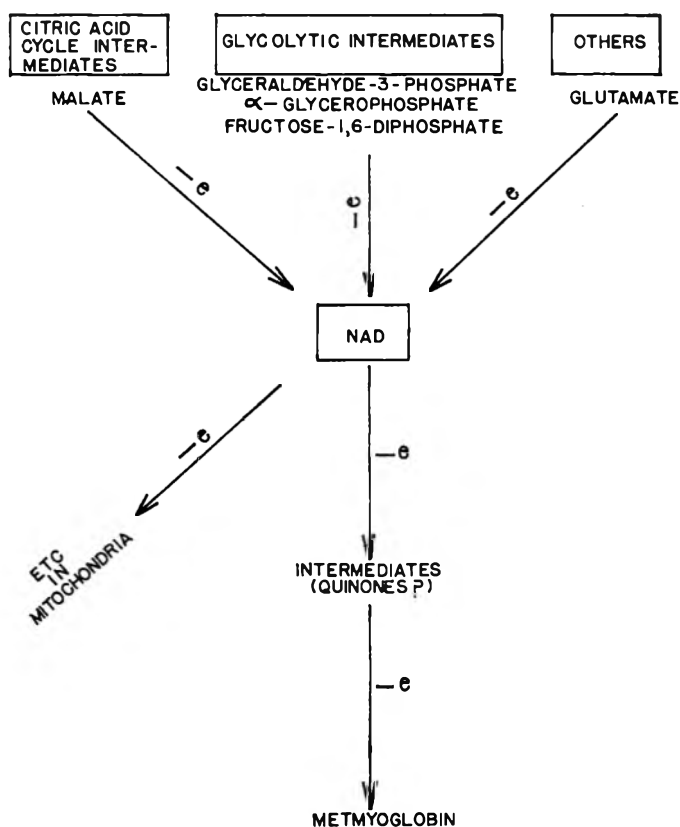 CITRIC ACID
CYCLE INTER-
MEDIATES
MALATE
GLYCOLYTIC INTERMEDIATES
GLYCERALDEHYDE-3-PHOSPHATE
α-GLYCEROPHOSPHATE
FRUCTOSE-1,6-DIPHOSPHATE
OTHERS
GLUTAMATE
—e
—e
—e
NAD
—e
—e
ETC
IN
MITOCHONDRIA
INTERMEDIATES
(QUINONES?)
—e
METMYOGLOBIN